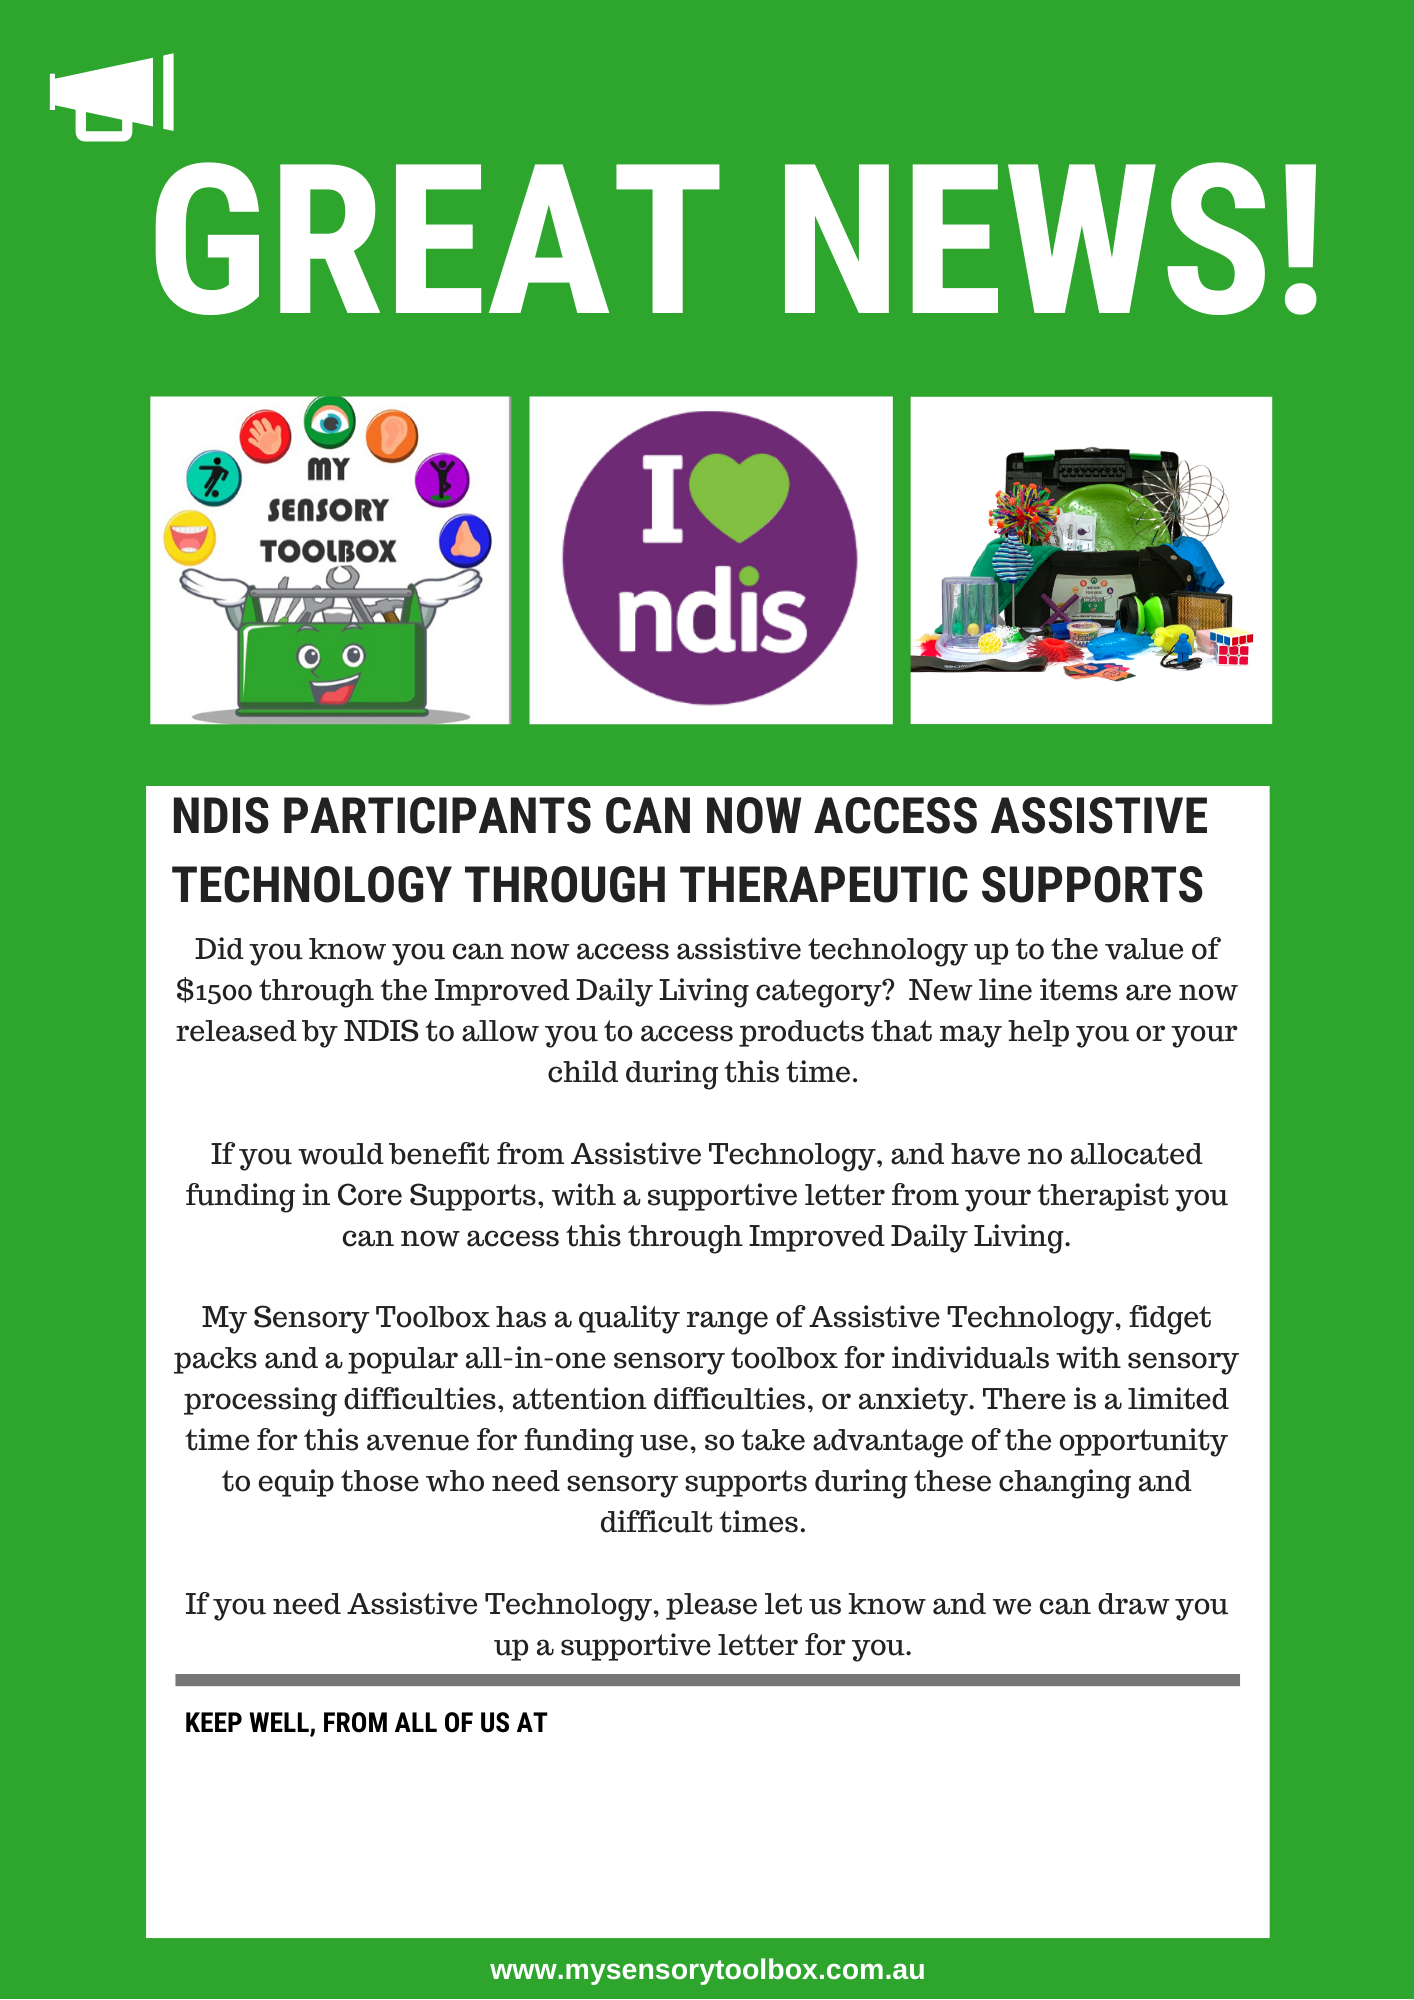 GREAT NEWS!
MY
SENSORY
TOOLBOX
I
ndis
NDIS PARTICIPANTS CAN NOW ACCESS ASSISTIVE
TECHNOLOGY THROUGH THERAPEUTIC SUPPORTS
Did you know you can now access assistive technology up to the value of
$1500 through the Improved Daily Living category?  New line items are now
released by NDIS to allow you to access products that may help you or your
child during this time.
If you would benefit from Assistive Technology, and have no allocated
funding in Core Supports, with a supportive letter from your therapist you
can now access this through Improved Daily Living.
My Sensory Toolbox has a quality range of Assistive Technology, fidget
packs and a popular all-in-one sensory toolbox for individuals with sensory
processing difficulties, attention difficulties, or anxiety. There is a limited
time for this avenue for funding use, so take advantage of the opportunity
to equip those who need sensory supports during these changing and
difficult times.
If you need Assistive Technology, please let us know and we can draw you
up a supportive letter for you.
KEEP WELL, FROM ALL OF US AT
www.mysensorytoolbox.com.au